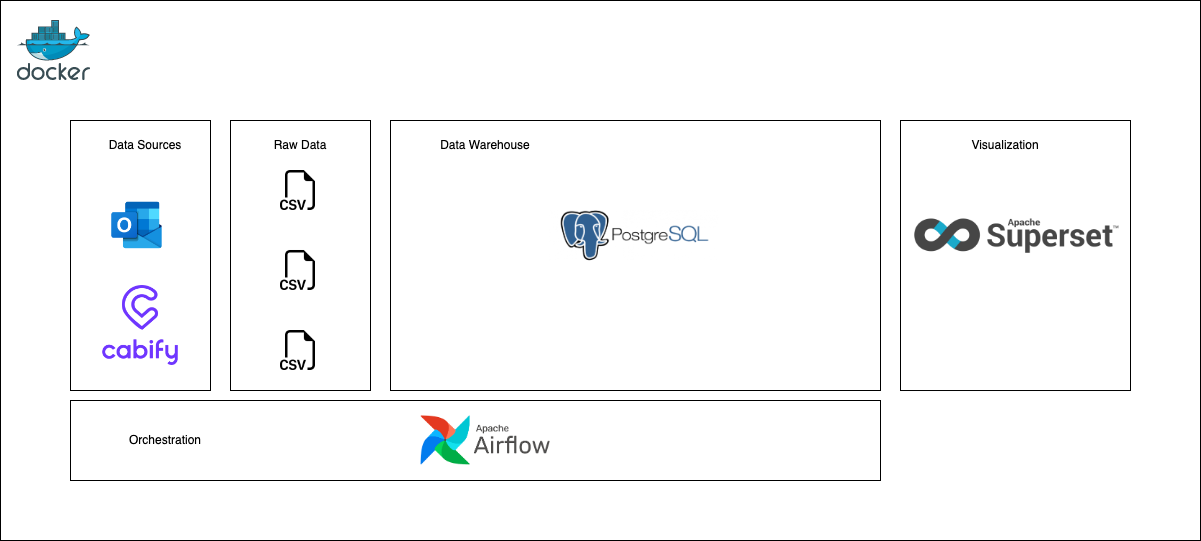 docker
Data Sources
Raw Data
Data Warehouse
Visualization
O
cabify
CSV
CSV
CSV
PostgreSQL
Apache
Superset™
Orchestration
Apache
Airflow